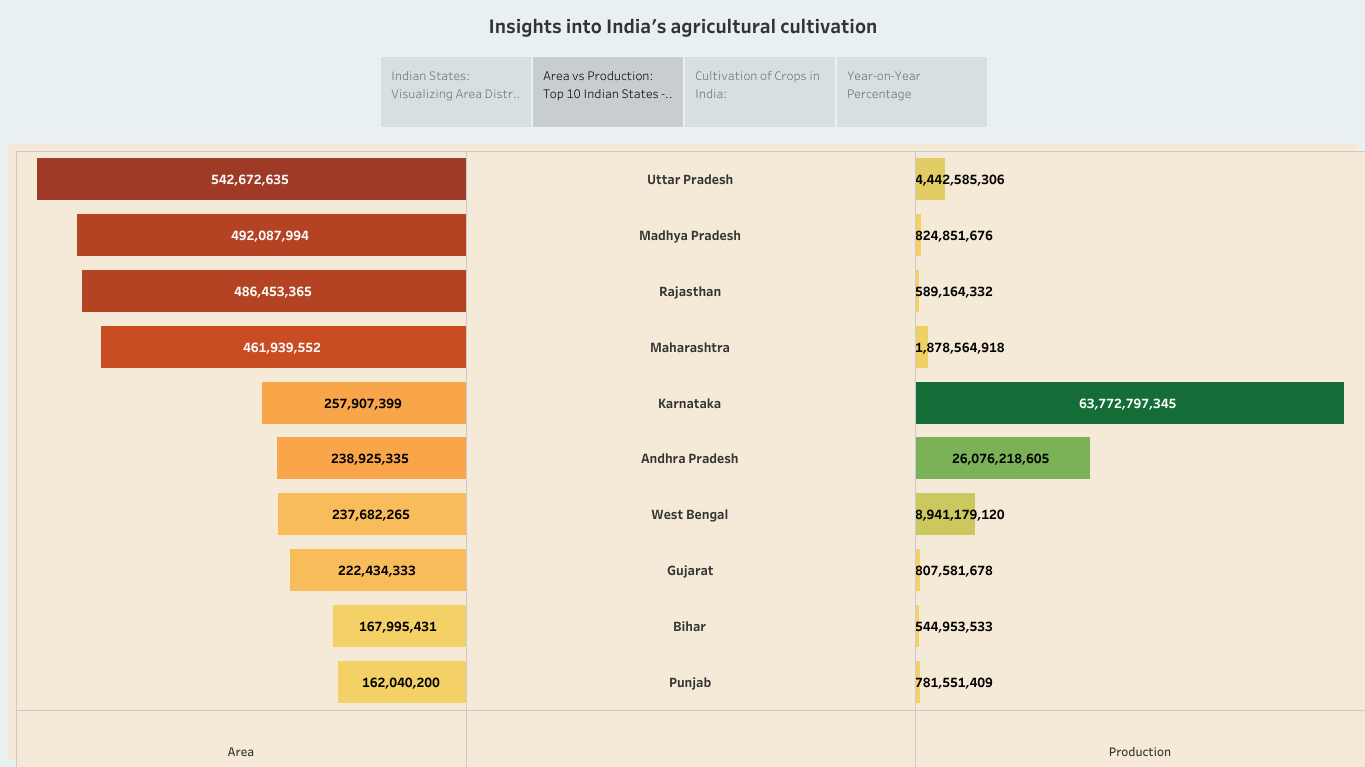 Insights into India’s agricultural cultivation
Indian States:
Visualizing Area Distr..
Area vs Production:
Top 10 Indian States -..
Cultivation of Crops in
India:
Year-on-Year
Percentage
542,672,635 Uttar Pradesh 4,442,585,306
492,087,994 Madhya Pradesh 824,851,676
486,453,365 Rajasthan 589,164,332
461,939,552 Maharashtra 1,878,564,918
257,907,399 Karnataka 63,772,797,345
238,925,335 Andhra Pradesh 26,076,218,605
237,682,265 West Bengal 8,941,179,120
222,434,333 Gujarat 807,581,678
167,995,431 Bihar 544,953,533
162,040,200 Punjab 781,551,409
Area Production